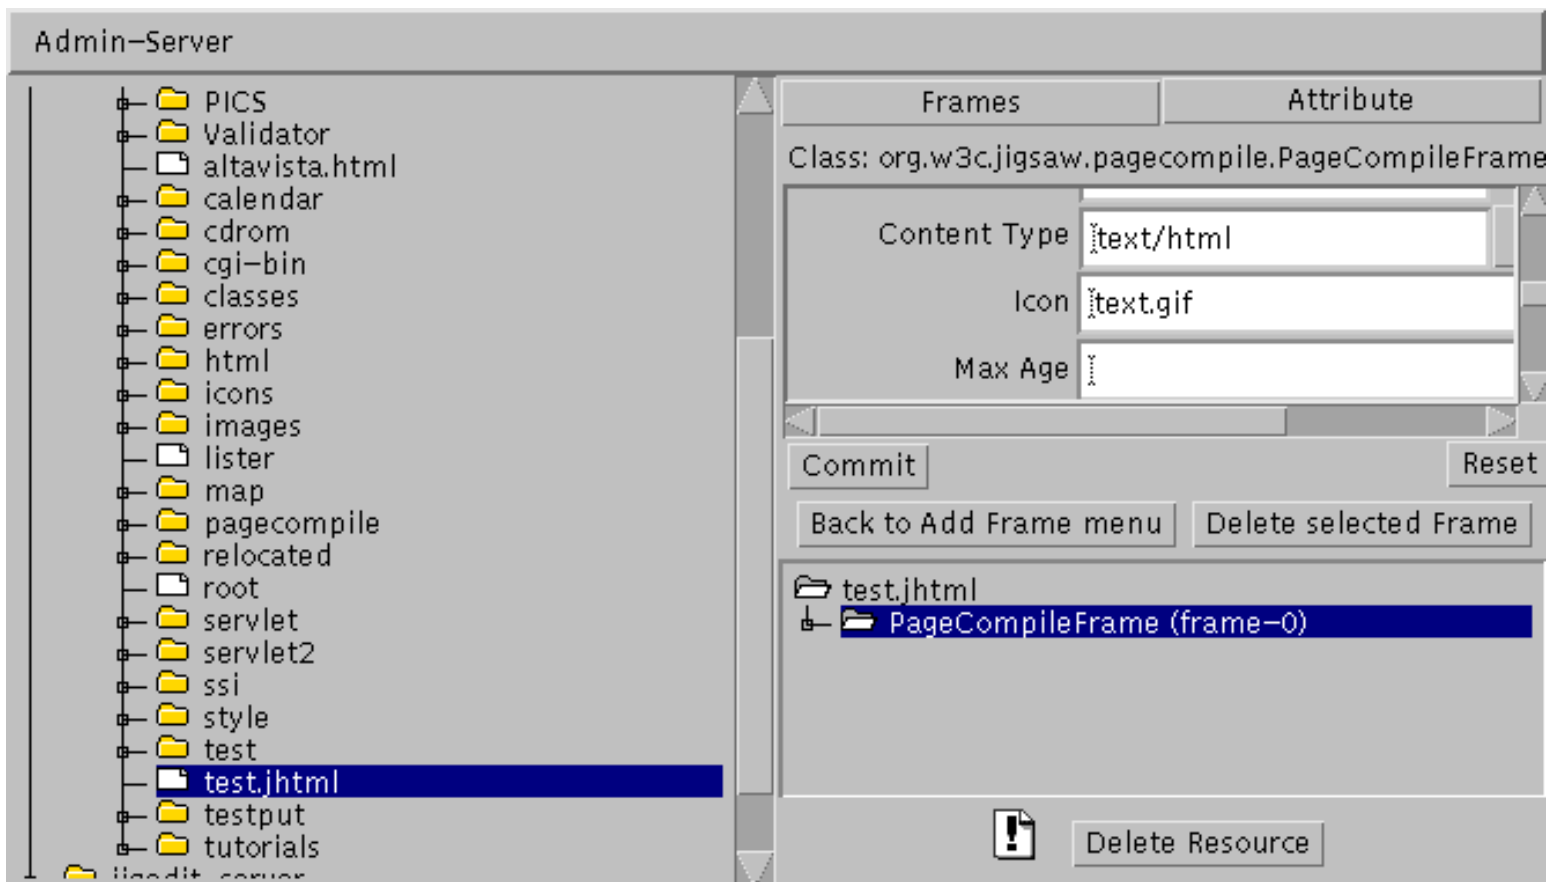 Admin-Server
PICS
Validator
altavista.html
calendar
cdrom
cgi-bin
classes
errors
html
icons
images
lister
map
pagecompile
relocated
root
servlet
servlet2
ssi
style
test
test.jhtml
testput
tutorials
Frames
Attribute
Class: org.w3c.jigsaw.pagecompile.PageCompileFrame
Content Type text/html
Icon text.gif
Max Age
Commit
Reset
Back to Add Frame menu
Delete selected Frame
test.jhtml
PageCompileFrame (frame-0)
Delete Resource